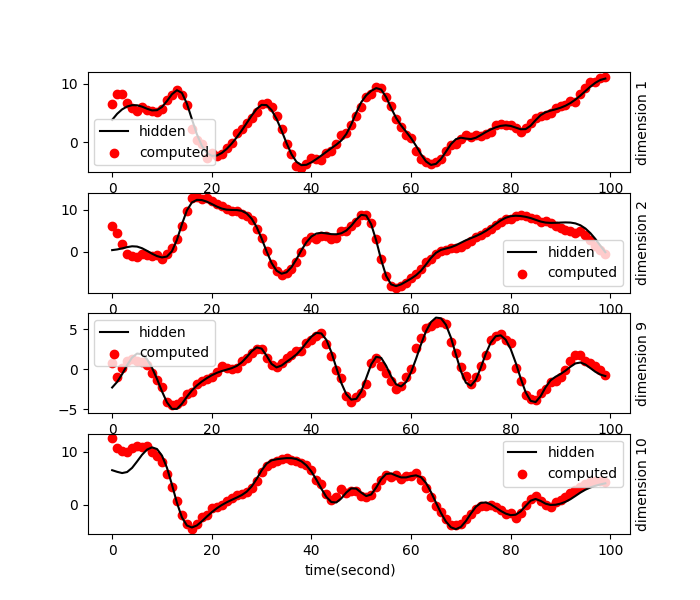 10
0
hidden
computed
0 20 40 60 80 100
dimension 1
10
0
hidden
computed
0 20 40 60 80 100
dimension 2
5
0
−5
hidden
computed
0 20 40 60 80 100
dimension 9
10
0
hidden
computed
0 20 40 60 80 100
dimension 10
time(second)